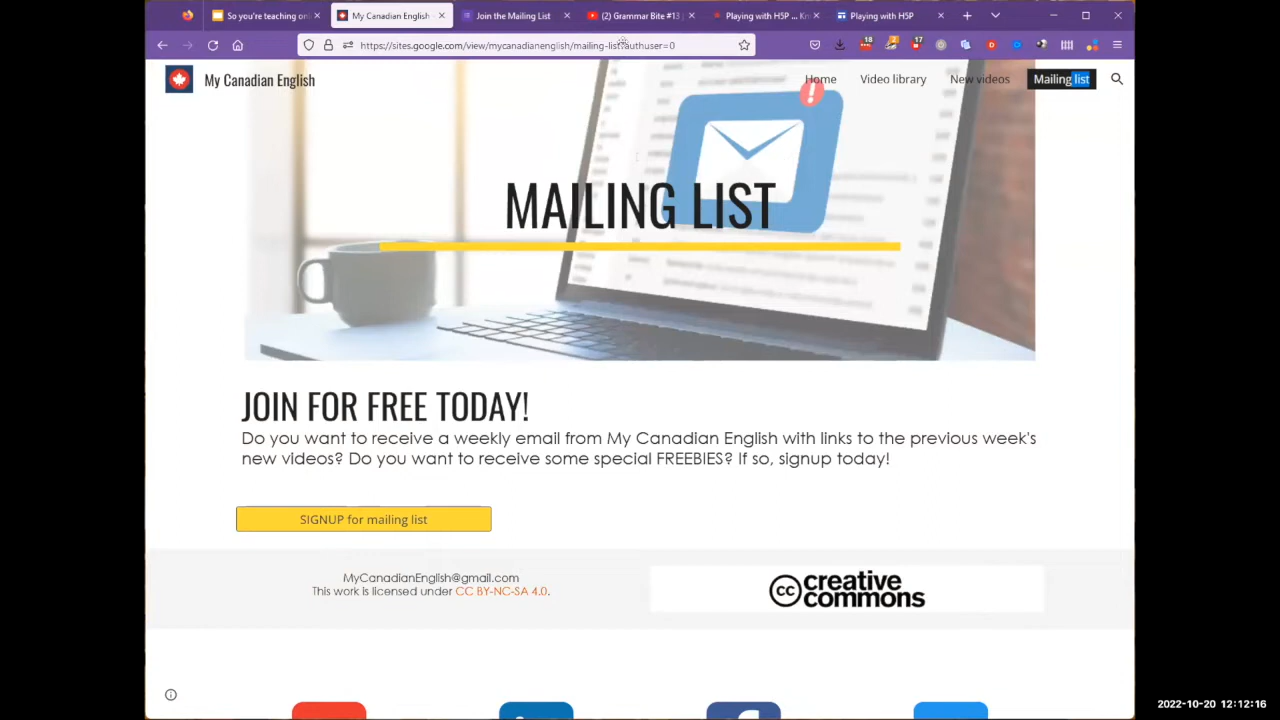 So you're teaching on
My Canadian English
Join the Mailing List
(2) Grammar Bite #13
Playing with H5P ... K
Playing with H5P
https://sites.google.com/view/mycanadianenglish/mailing-list?authuser=0
18
17
My Canadian English
Home
Video library
New videos
Mailing list
!
MAILING LIST
JOIN FOR FREE TODAY!
Do you want to receive a weekly email from My Canadian English with links to the previous week's
new videos? Do you want to receive some special FREEBIES? If so, signup today!
SIGNUP for mailing list
MyCanadianEnglish@gmail.com
This work is licensed under CC BY-NC-SA 4.0.
cc creative
commons
2022-10-20 12:12:16